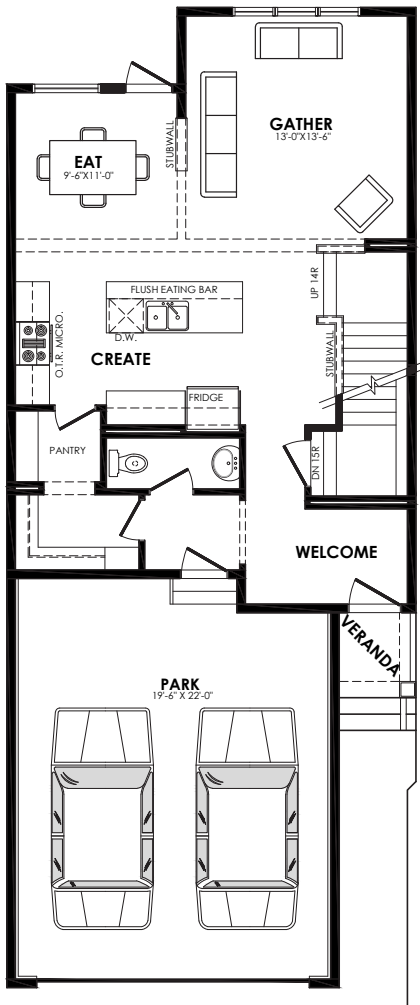 GATHER
13'-0"X13'-6"
STUBWALL
EAT
9'-6"X11'-0"
UP 14R
FLUSH EATING BAR
O.T.R. MICRO.
D.W.
STUBWALL
CREATE
FRIDGE
PANTRY
DN 15R
WELCOME
VERANDA
PARK
19'-6" X 22'-0"